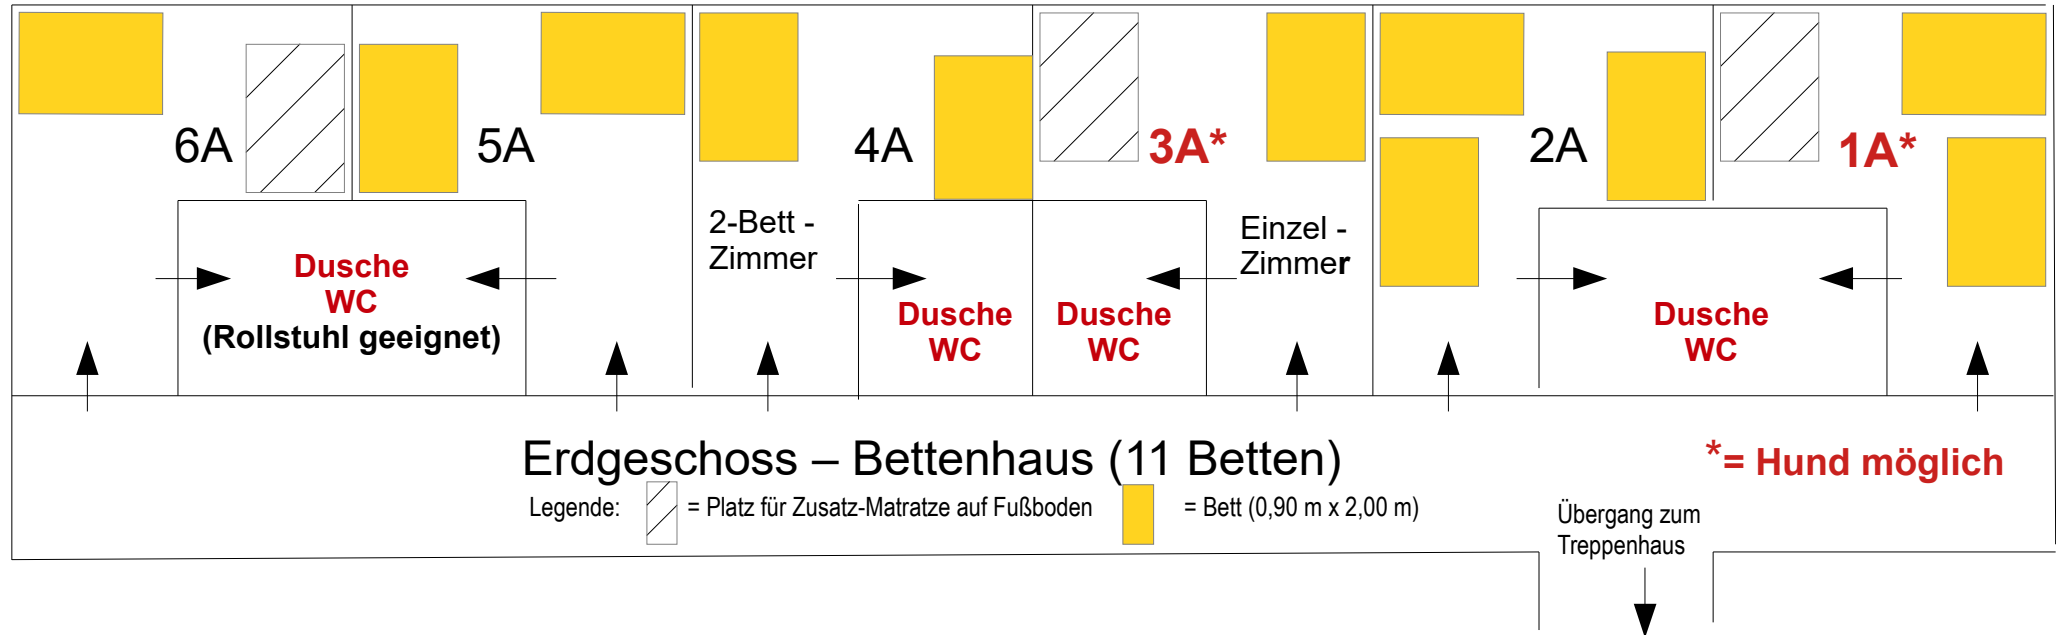 6A
5A
4A
3A*
2A
1A*
2-Bett -
Zimmer
Einzel -
Zimmer
Dusche
WC
(Rollstuhl geeignet)
Dusche
WC
Dusche
WC
Dusche
WC
Erdgeschoss – Bettenhaus (11 Betten)
*= Hund möglich
Legende:
= Platz für Zusatz-Matratze auf Fußboden
= Bett (0,90 m x 2,00 m)
Übergang zum
Treppenhaus